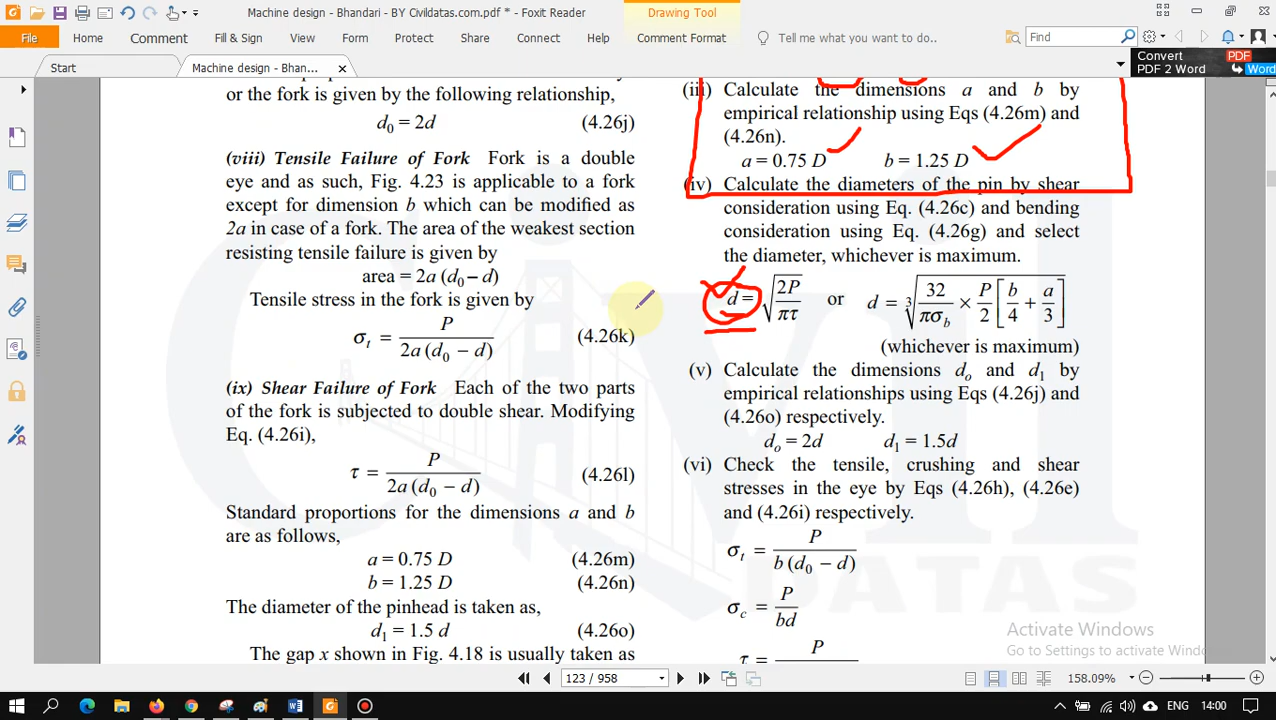 Machine design - Bhandari - BY Civildatas.com.pdf * - Foxit Reader
Drawing Tool
File
Home
Comment
Fill & Sign
View
Form
Protect
Share
Connect
Help
Comment Format
Tell me what you want to do..
Find
Start
Machine design - Bhan...
Convert PDF
PDF 2 Word
Word
or the fork is given by the following relationship,
d₀ = 2d (4.26j)
(viii) Tensile Failure of Fork Fork is a double
eye and as such, Fig. 4.23 is applicable to a fork
except for dimension b which can be modified as
2a in case of a fork. The area of the weakest section
resisting tensile failure is given by
area = 2a (d₀ – d)
Tensile stress in the fork is given by
σₜ = P / 2a (d₀ – d) (4.26k)
(ix) Shear Failure of Fork Each of the two parts
of the fork is subjected to double shear. Modifying
Eq. (4.26i),
τ = P / 2a (d₀ – d) (4.26l)
Standard proportions for the dimensions a and b
are as follows,
a = 0.75 D (4.26m)
b = 1.25 D (4.26n)
The diameter of the pinhead is taken as,
d₁ = 1.5 d (4.26o)
The gap x shown in Fig. 4.18 is usually taken as
(iii) Calculate the dimensions a and b by
empirical relationship using Eqs (4.26m) and
(4.26n).
a = 0.75 D b = 1.25 D
(iv) Calculate the diameters of the pin by shear
consideration using Eq. (4.26c) and bending
consideration using Eq. (4.26g) and select
the diameter, whichever is maximum.
d = √(2P / πτ) or d = ∛(32 / πσ_b × P / 2 [b / 4 + a / 3])
(whichever is maximum)
(v) Calculate the dimensions dₒ and d₁ by
empirical relationships using Eqs (4.26j) and
(4.26o) respectively.
dₒ = 2d d₁ = 1.5d
(vi) Check the tensile, crushing and shear
stresses in the eye by Eqs (4.26h), (4.26e)
and (4.26i) respectively.
σₜ = P / b (d₀ – d)
σ_c = P / bd
τ = P
Civil
DATAS
Activate Windows
Go to Settings to activate Windo
123 / 958
158.09%
W
ENG
14:00